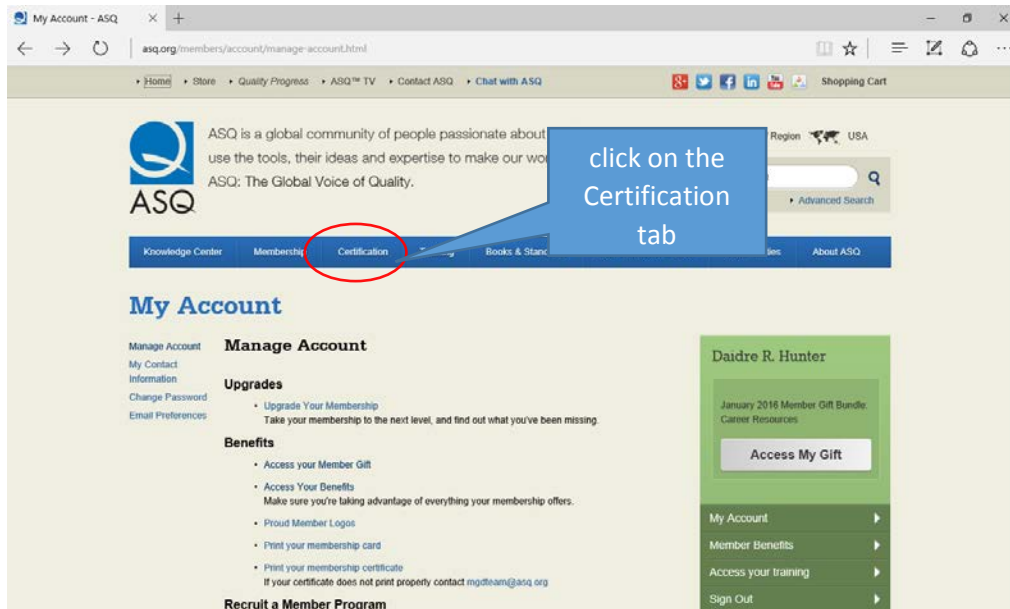 My Account - ASQ
asq.org/members/account/manage-account.html
Home Store Quality Progress ASQ™ TV Contact ASQ Chat with ASQ Shopping Cart
ASQ is a global community of people passionate about
use the tools, their ideas and expertise to make our
ASQ: The Global Voice of Quality.
ASQ
Region USA
Advanced Search
click on the
Certification
tab
Knowledge Center Membership Certification Books & About ASQ
My Account
Manage Account
My Contact
Information
Change Password
Email Preferences
Manage Account
Upgrades
• Upgrade Your Membership
Take your membership to the next level, and find out what you've been missing.
Benefits
• Access your Member Gift
• Access Your Benefits
Make sure you're taking advantage of everything your membership offers.
• Proud Member Logos
• Print your membership card
• Print your membership certificate
If your certificate does not print properly contact mgdteam@asq.org
Recruit a Member Program
Daidre R. Hunter
January 2016 Member Gift Bundle:
Career Resources
Access My Gift
My Account
Member Benefits
Access your training
Sign Out